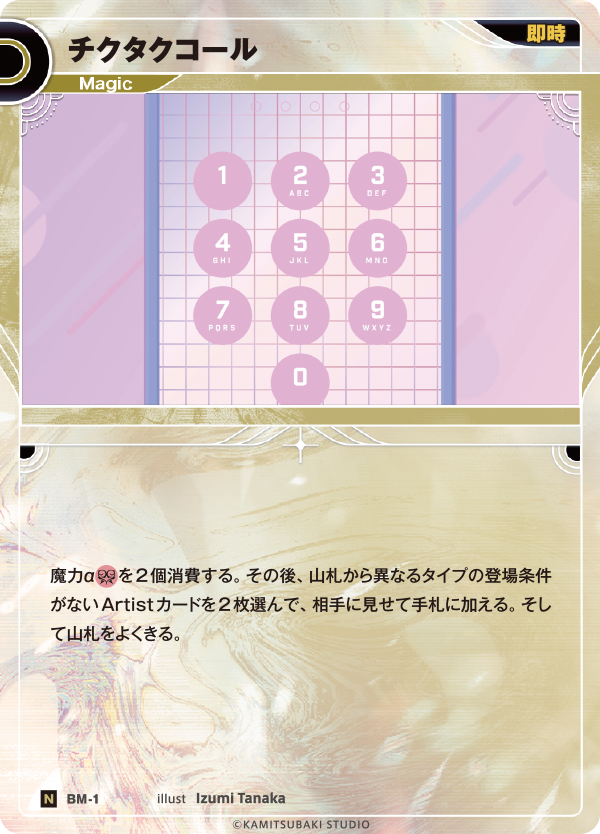 チクタクコール
即時
Magic
1
2
ABC
3
DEF
4
GHI
5
JKL
6
MNO
7
PQRS
8
TUV
9
WXYZ
0
魔力αを2個消費する。その後、山札から異なるタイプの登場条件
がないArtistカードを2枚選んで、相手に見せて手札に加える。そし
て山札をよくきる。
N BM-1 illust Izumi Tanaka
©KAMITSUBAKI STUDIO